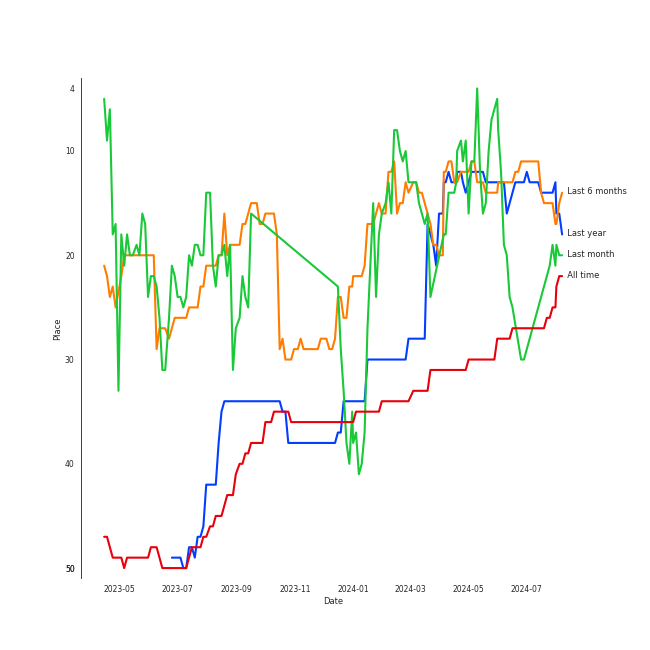 4
10
20
30
40
50
Place
2023-05
2023-07
2023-09
2023-11
2024-01
2024-03
2024-05
2024-07
Date
Last 6 months
Last year
Last month
All time